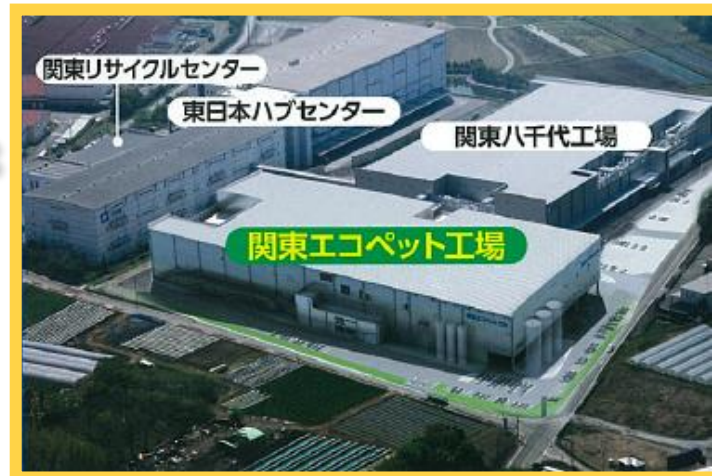 関東リサイクルセンター
東日本ハブセンター
関東八千代工場
関東エコペット工場